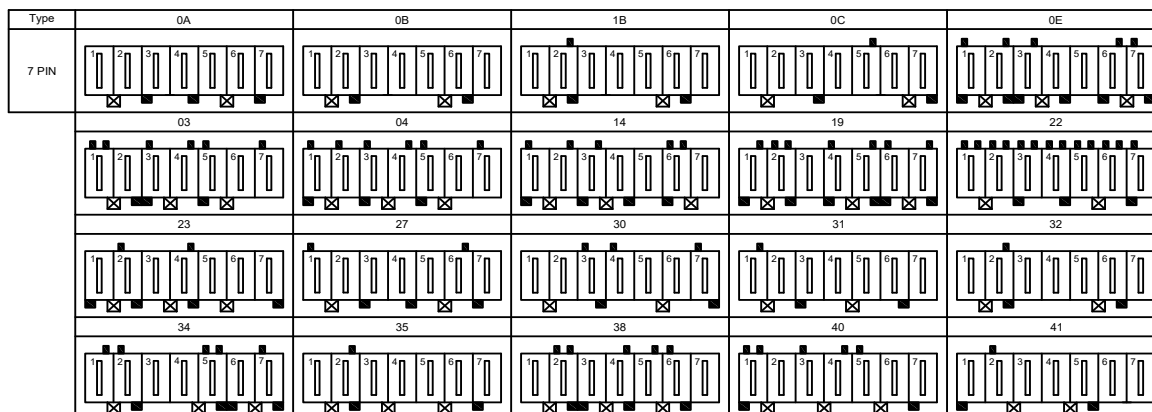 Type 0A 0B 1B 0C 0E
7 PIN 1 2 3 4 5 6 7 1 2 3 4 5 6 7 1 2 3 4 5 6 7 1 2 3 4 5 6 7 1 2 3 4 5 6 7
03 04 14 19 22
1 2 3 4 5 6 7 1 2 3 4 5 6 7 1 2 3 4 5 6 7 1 2 3 4 5 6 7 1 2 3 4 5 6 7
23 27 30 31 32
1 2 3 4 5 6 7 1 2 3 4 5 6 7 1 2 3 4 5 6 7 1 2 3 4 5 6 7 1 2 3 4 5 6 7
34 35 38 40 41
1 2 3 4 5 6 7 1 2 3 4 5 6 7 1 2 3 4 5 6 7 1 2 3 4 5 6 7 1 2 3 4 5 6 7